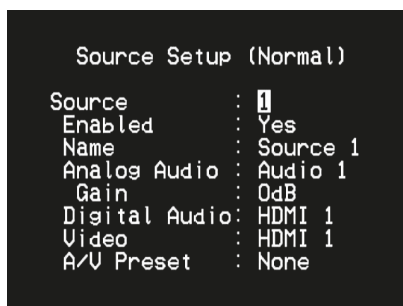 Source Setup (Normal)
Source : 1
Enabled : Yes
Name : Source 1
Analog Audio : Audio 1
Gain : 0dB
Digital Audio: HDMI 1
Video : HDMI 1
A/V Preset : None